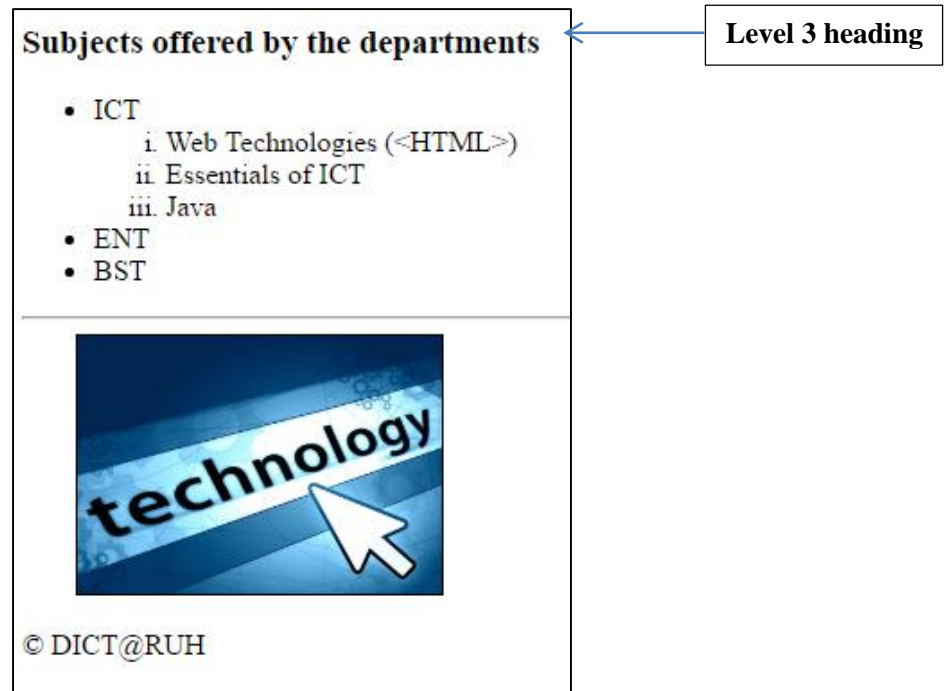 Subjects offered by the departments
Level 3 heading
• ICT
i. Web Technologies (<HTML>)
ii. Essentials of ICT
iii. Java
• ENT
• BST
technology
© DICT@RUH